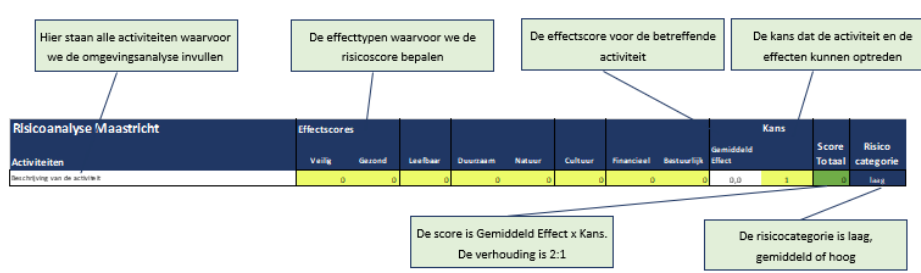 Hier staan alle activiteiten waarvoor
we de omgevingsanalyse invullen
De effecttypen waarvoor we de
risicoscore bepalen
De effectscore voor de betreffende
activiteit
De kans dat de activiteit en de
effecten kunnen optreden
Risicoanalyse Maastricht Effectscores Kans
Activiteiten Veilig Gezond Leefbaar Duurzaam Natuur Cultuur Financieel Bestuurlijk Gemiddeld Effect Score Totaal Risico categorie
Beschrijving van de activiteit 0 0 0 0 0 0 0 0 0,0 1 0 laag
De score is Gemiddeld Effect x Kans.
De verhouding is 2:1
De risicocategorie is laag,
gemiddeld of hoog